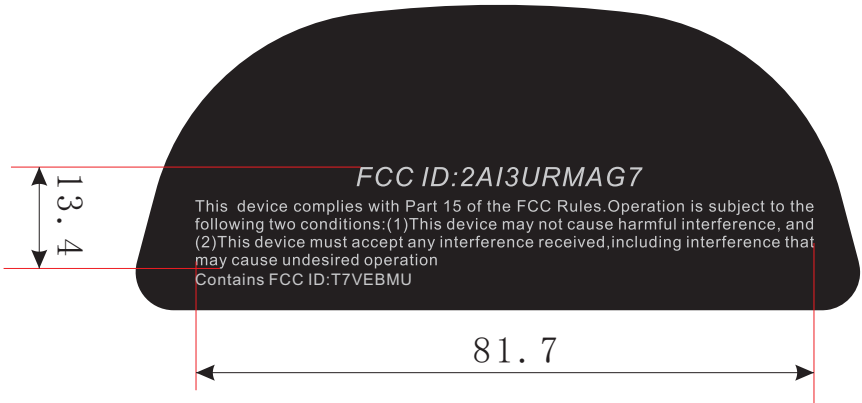 FCC ID:2AI3URMAG7
This device complies with Part 15 of the FCC Rules.Operation is subject to the
following two conditions:(1)This device may not cause harmful interference, and
(2)This device must accept any interference received,including interference that
may cause undesired operation
Contains FCC ID:T7VEBMU
13.4
81.7